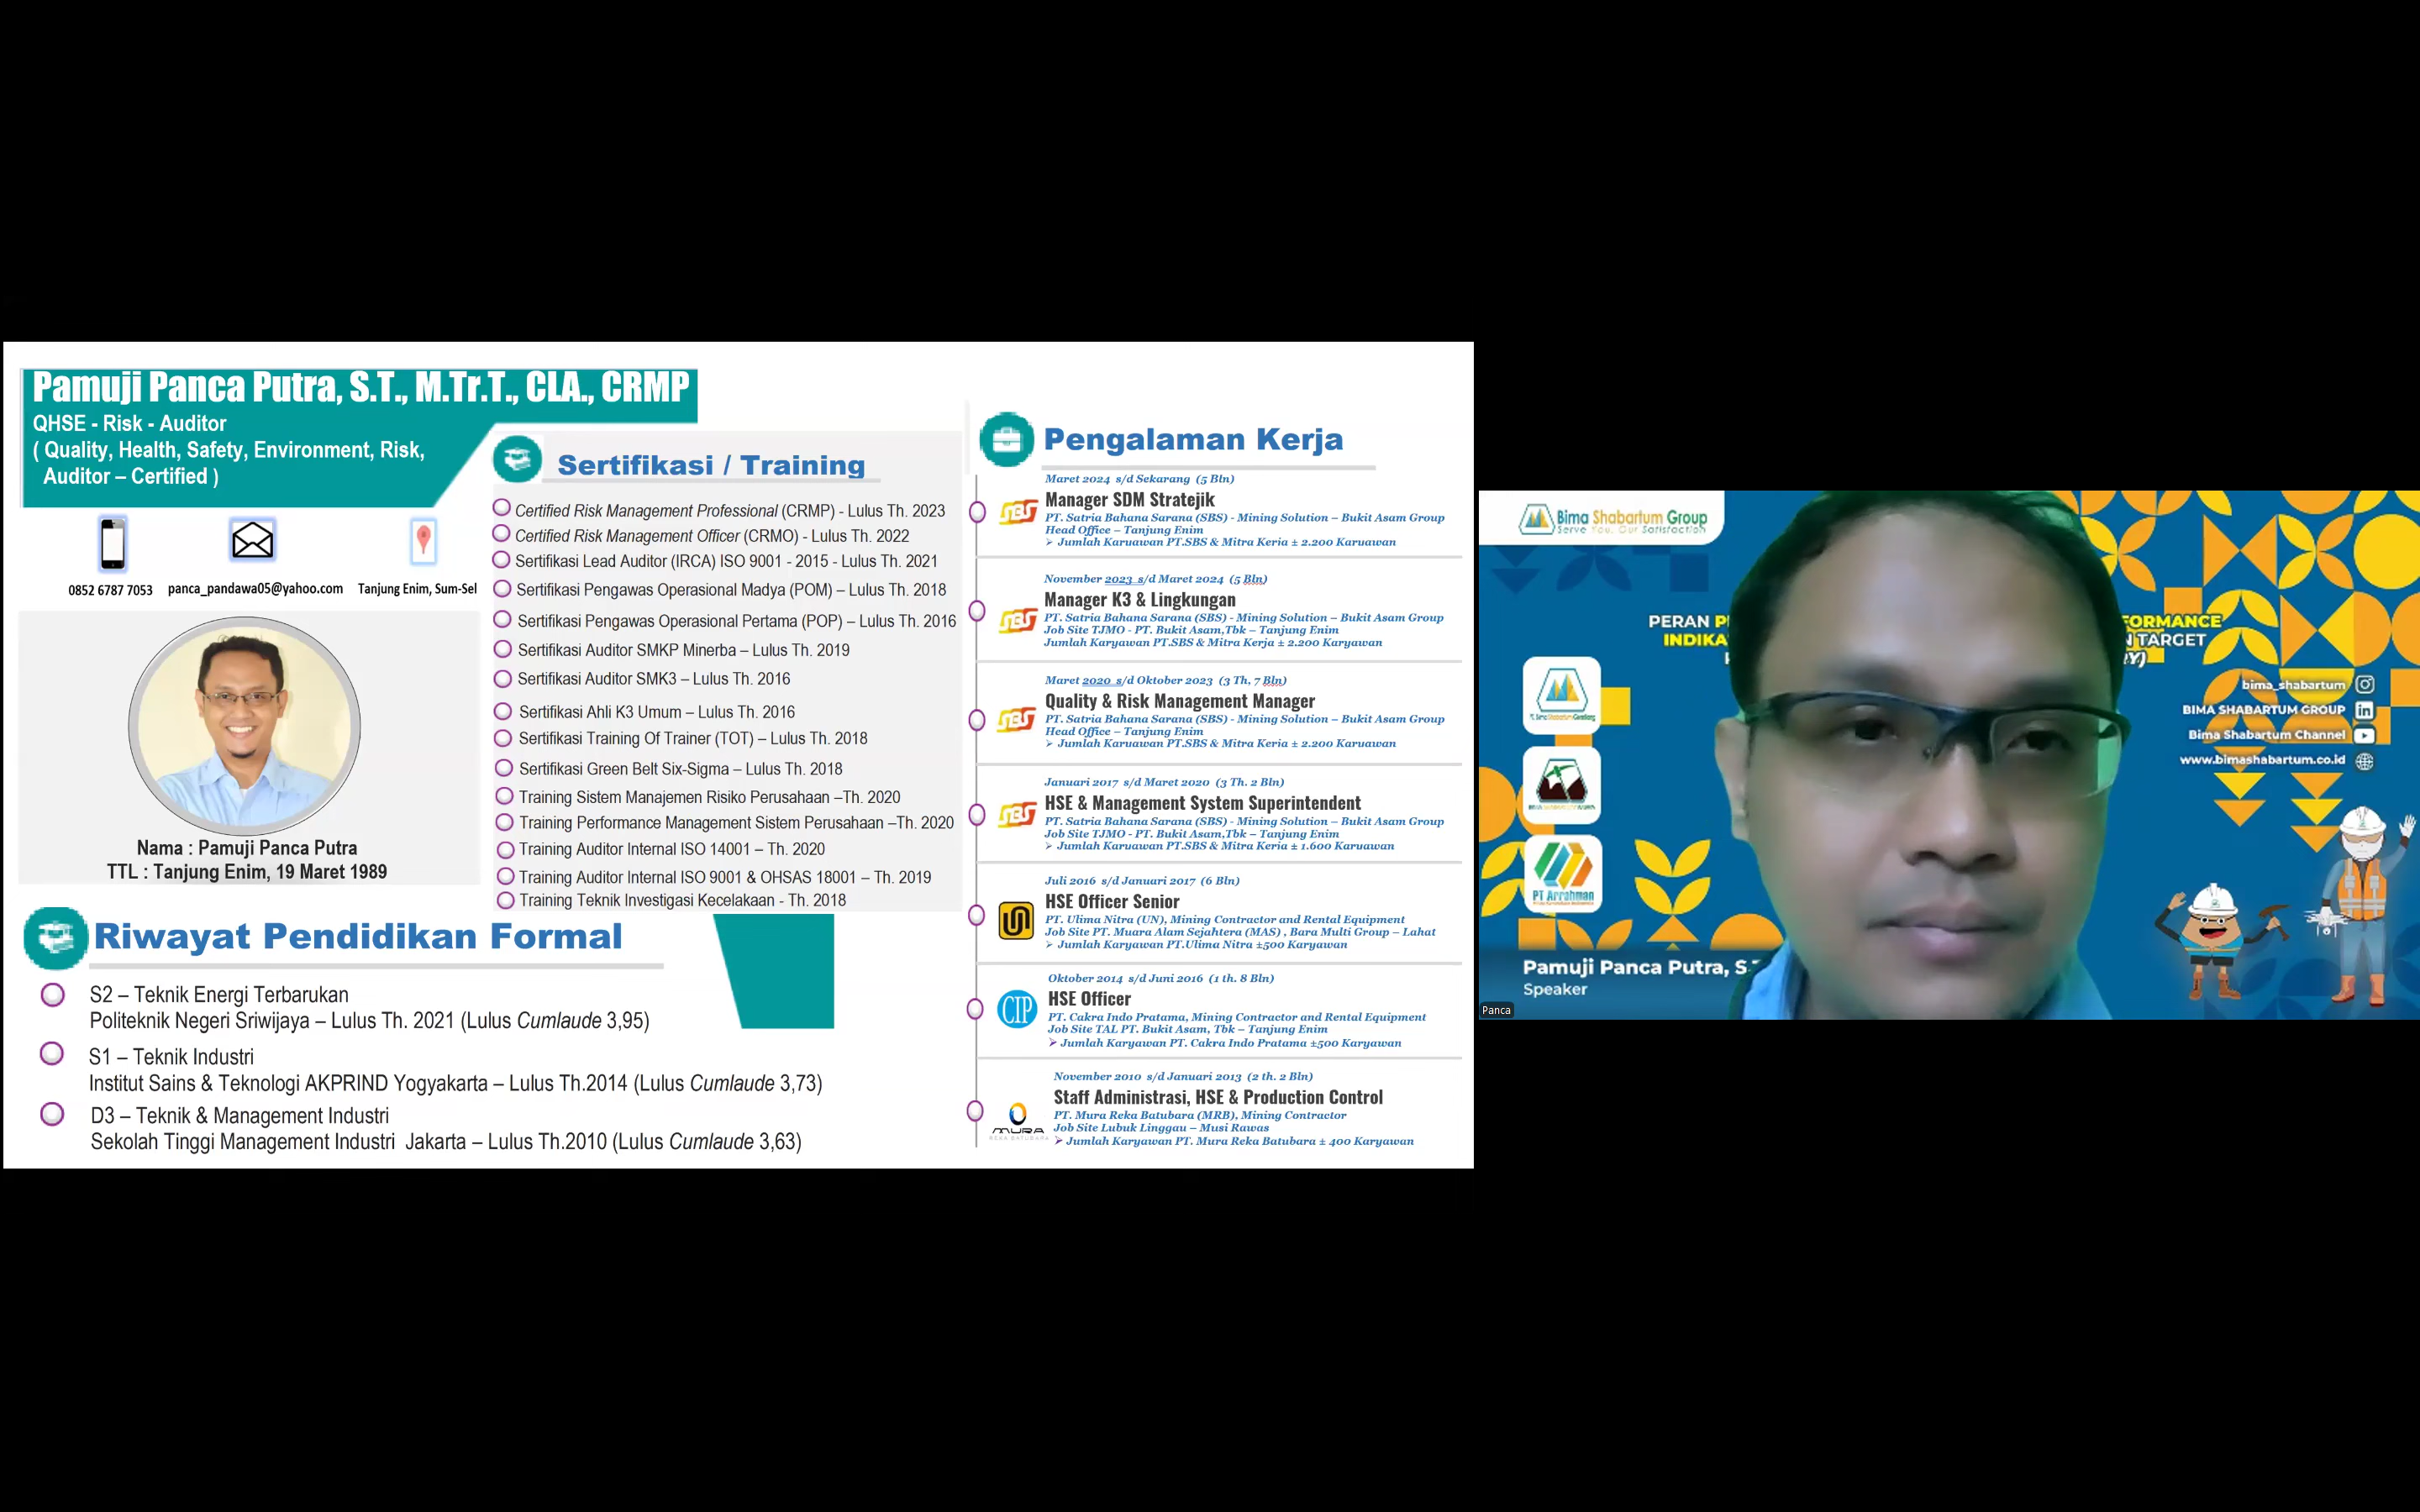 Pamuji Panca Putra, S.T., M.Tr.T., CLA., CRMP
QHSE - Risk - Auditor
( Quality, Health, Safety, Environment, Risk,
Auditor – Certified )
0852 6787 7053
panca_pandawa05@yahoo.com
Tanjung Enim, Sum-Sel
Nama : Pamuji Panca Putra
TTL : Tanjung Enim, 19 Maret 1989
Riwayat Pendidikan Formal
S2 – Teknik Energi Terbarukan
Politeknik Negeri Sriwijaya – Lulus Th. 2021 (Lulus Cumlaude 3,95)
S1 – Teknik Industri
Institut Sains & Teknologi AKPRIND Yogyakarta – Lulus Th.2014 (Lulus Cumlaude 3,73)
D3 – Teknik & Management Industri
Sekolah Tinggi Management Industri Jakarta – Lulus Th.2010 (Lulus Cumlaude 3,63)
Sertifikasi / Training
Certified Risk Management Professional (CRMP) - Lulus Th. 2023
Certified Risk Management Officer (CRMO) - Lulus Th. 2022
Sertifikasi Lead Auditor (IRCA) ISO 9001 - 2015 - Lulus Th. 2021
Sertifikasi Pengawas Operasional Madya (POM) – Lulus Th. 2018
Sertifikasi Pengawas Operasional Pertama (POP) – Lulus Th. 2016
Sertifikasi Auditor SMKP Minerba – Lulus Th. 2019
Sertifikasi Auditor SMK3 – Lulus Th. 2016
Sertifikasi Ahli K3 Umum – Lulus Th. 2016
Sertifikasi Training Of Trainer (TOT) – Lulus Th. 2018
Sertifikasi Green Belt Six-Sigma – Lulus Th. 2018
Training Sistem Manajemen Risiko Perusahaan –Th. 2020
Training Performance Management Sistem Perusahaan –Th. 2020
Training Auditor Internal ISO 14001 – Th. 2020
Training Auditor Internal ISO 9001 & OHSAS 18001 – Th. 2019
Training Teknik Investigasi Kecelakaan - Th. 2018
Pengalaman Kerja
Maret 2024 s/d Sekarang (5 Bln)
SBS
Manager SDM Stratejik
PT. Satria Bahana Sarana (SBS) - Mining Solution – Bukit Asam Group
Head Office – Tanjung Enim
➢ Jumlah Karyawan PT.SBS & Mitra Kerja ± 2.200 Karyawan
November 2023 s/d Maret 2024 (5 Bln)
SBS
Manager K3 & Lingkungan
PT. Satria Bahana Sarana (SBS) - Mining Solution – Bukit Asam Group
Job Site TJMO - PT. Bukit Asam,Tbk – Tanjung Enim
Jumlah Karyawan PT.SBS & Mitra Kerja ± 2.200 Karyawan
Maret 2020 s/d Oktober 2023 (3 Th, 7 Bln)
SBS
Quality & Risk Management Manager
PT. Satria Bahana Sarana (SBS) - Mining Solution – Bukit Asam Group
Head Office – Tanjung Enim
➢ Jumlah Karyawan PT.SBS & Mitra Kerja ± 2.200 Karyawan
Januari 2017 s/d Maret 2020 (3 Th. 2 Bln)
SBS
HSE & Management System Superintendent
PT. Satria Bahana Sarana (SBS) - Mining Solution – Bukit Asam Group
Job Site TJMO - PT. Bukit Asam,Tbk – Tanjung Enim
➢ Jumlah Karyawan PT.SBS & Mitra Kerja ± 1.600 Karyawan
Juli 2016 s/d Januari 2017 (6 Bln)
HSE Officer Senior
PT. Ulima Nitra (UN), Mining Contractor and Rental Equipment
Job Site PT. Muara Alam Sejahtera (MAS) , Bara Multi Group – Lahat
➢ Jumlah Karyawan PT.Ulima Nitra ±500 Karyawan
Oktober 2014 s/d Juni 2016 (1 th. 8 Bln)
CIP
HSE Officer
PT. Cakra Indo Pratama, Mining Contractor and Rental Equipment
Job Site TAL PT. Bukit Asam, Tbk – Tanjung Enim
➢ Jumlah Karyawan PT. Cakra Indo Pratama ±500 Karyawan
November 2010 s/d Januari 2013 (2 th. 2 Bln)
MURA
REKA BATUBARA
Staff Administrasi, HSE & Production Control
PT. Mura Reka Batubara (MRB), Mining Contractor
Job Site Lubuk Linggau – Musi Rawas
➢ Jumlah Karyawan PT. Mura Reka Batubara ± 400 Karyawan
Bima Shabartum Group
Serve You, Our Satisfaction
PERAN
TARGET
bima_shabartum
BIMA SHABARTUM GROUP
Bima Shabartum Channel
www.bimashabartum.co.id
PT Arrahman
Pamuji Panca Putra, S
Speaker
Panca